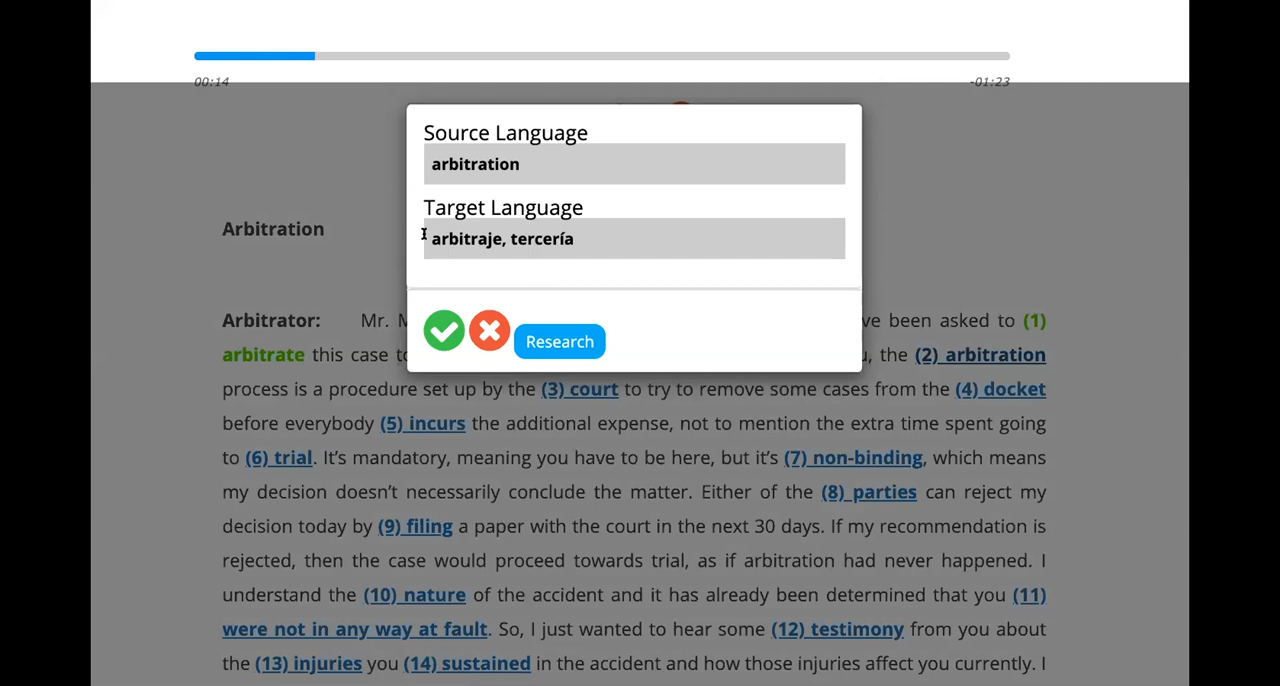 00:14 -01:23
Source Language
arbitration
Target Language
arbitraje, tercería
Research
Arbitration
Arbitrator: Mr. ve been asked to (1)
arbitrate this case to , the (2) arbitration
process is a procedure set up by the (3) court to try to remove some cases from the (4) docket
before everybody (5) incurs the additional expense, not to mention the extra time spent going
to (6) trial. It’s mandatory, meaning you have to be here, but it’s (7) non-binding, which means
my decision doesn’t necessarily conclude the matter. Either of the (8) parties can reject my
decision today by (9) filing a paper with the court in the next 30 days. If my recommendation is
rejected, then the case would proceed towards trial, as if arbitration had never happened. I
understand the (10) nature of the accident and it has already been determined that you (11)
were not in any way at fault. So, I just wanted to hear some (12) testimony from you about
the (13) injuries you (14) sustained in the accident and how those injuries affect you currently. I